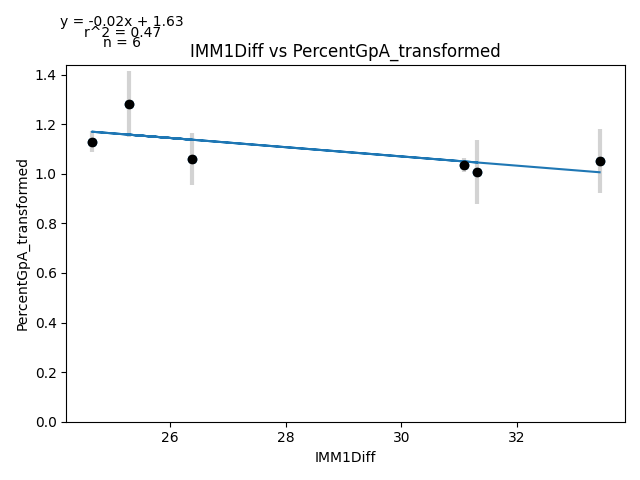 y = -0.02x + 1.63
r^2 = 0.47
n = 6
IMM1Diff vs PercentGpA_transformed
1.4
1.2
1.0
0.8
0.6
0.4
0.2
0.0
PercentGpA_transformed
26 28 30 32
IMM1Diff